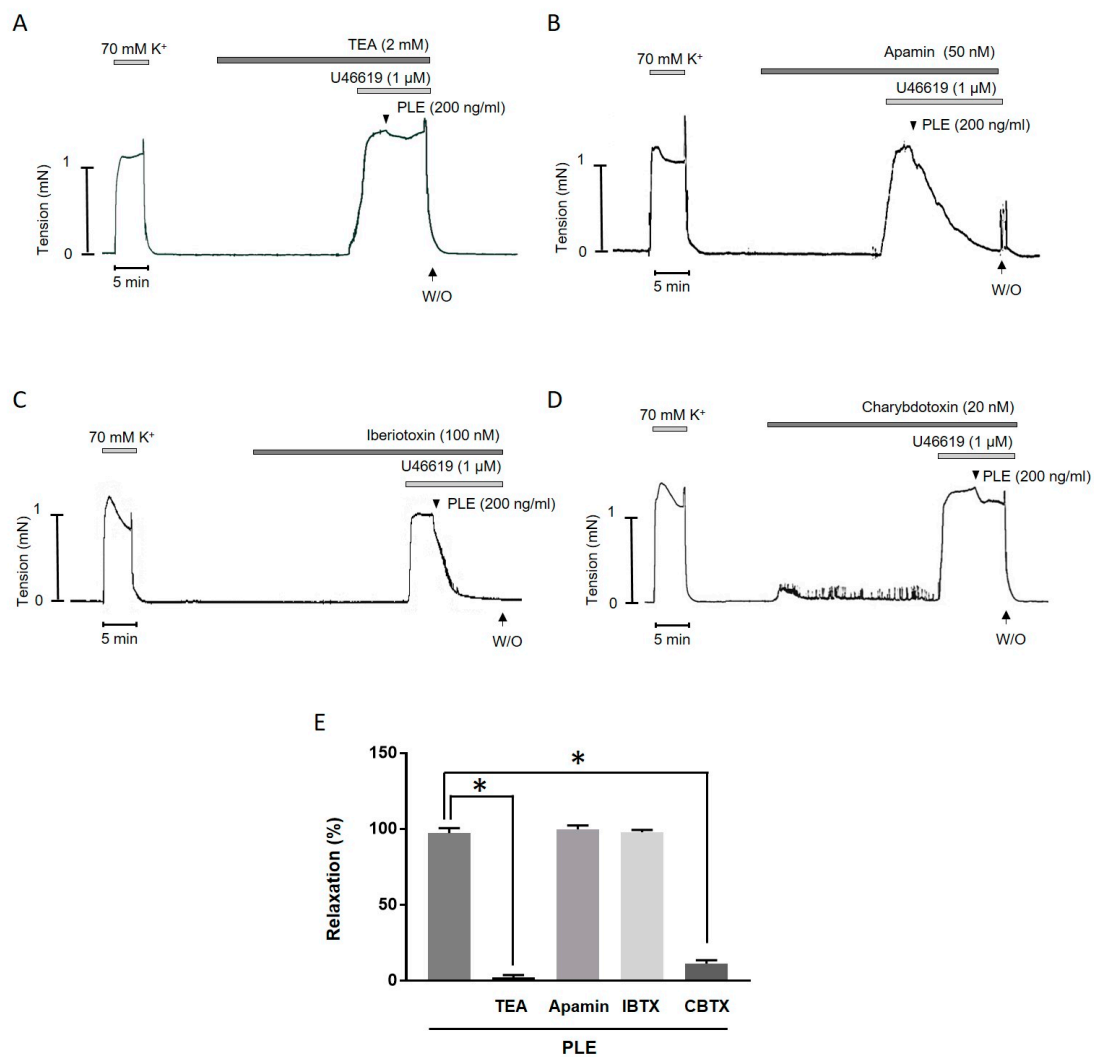 A
TEA (2 mM)
70 mM K⁺
U46619 (1 µM)
PLE (200 ng/ml)
1
Tension (mN)
0
5 min
W/O
B
Apamin (50 nM)
70 mM K⁺
U46619 (1 µM)
PLE (200 ng/ml)
1
Tension (mN)
0
5 min
W/O
C
Iberiotoxin (100 nM)
70 mM K⁺
U46619 (1 µM)
PLE (200 ng/ml)
1
Tension (mN)
0
5 min
W/O
D
Charybdotoxin (20 nM)
70 mM K⁺
U46619 (1 µM)
PLE (200 ng/ml)
1
Tension (mN)
0
5 min
W/O
E
150
*
*
100
Relaxation (%)
50
0
TEA Apamin IBTX CBTX
PLE